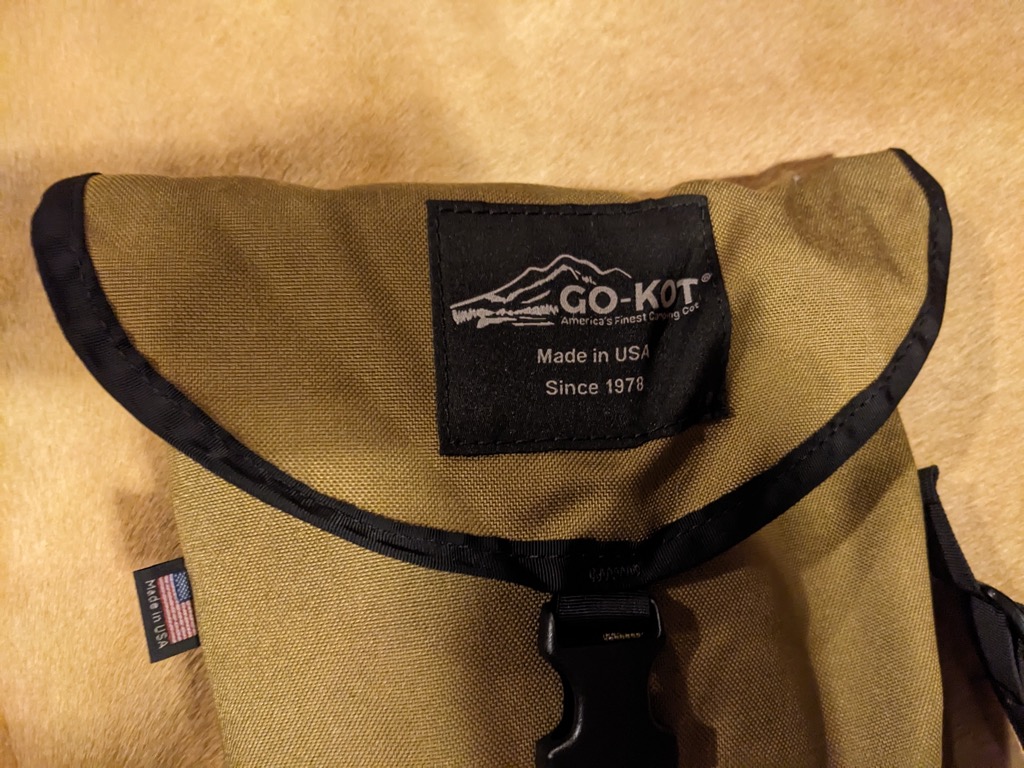 GO-KOT®
America's Finest Camping Cot
Made in USA
Since 1978
Made in USA